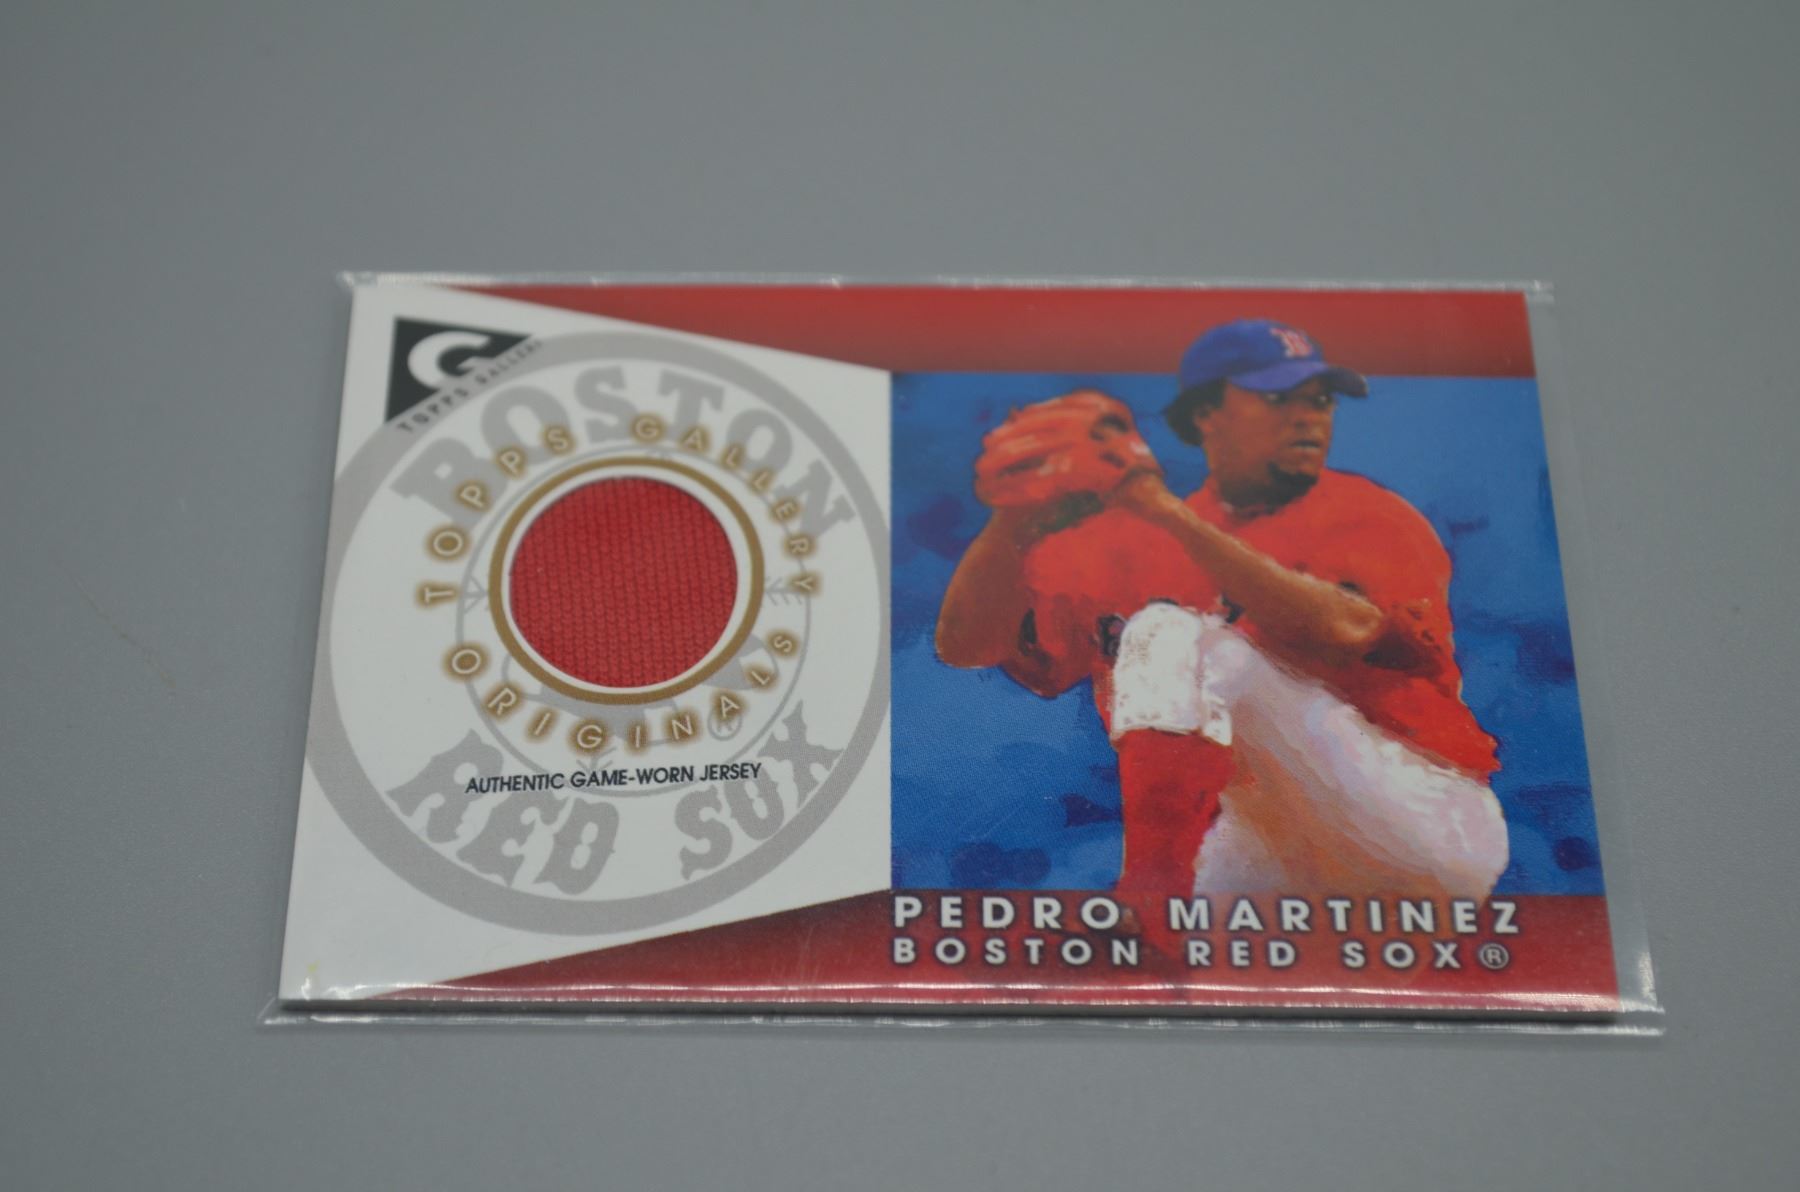 G
TOPPS GALLERY
BOSTON
TOPPS GALLERY
ORIGINALS
AUTHENTIC GAME-WORN JERSEY
RED SOX
B
PEDRO MARTINEZ
BOSTON RED SOX®